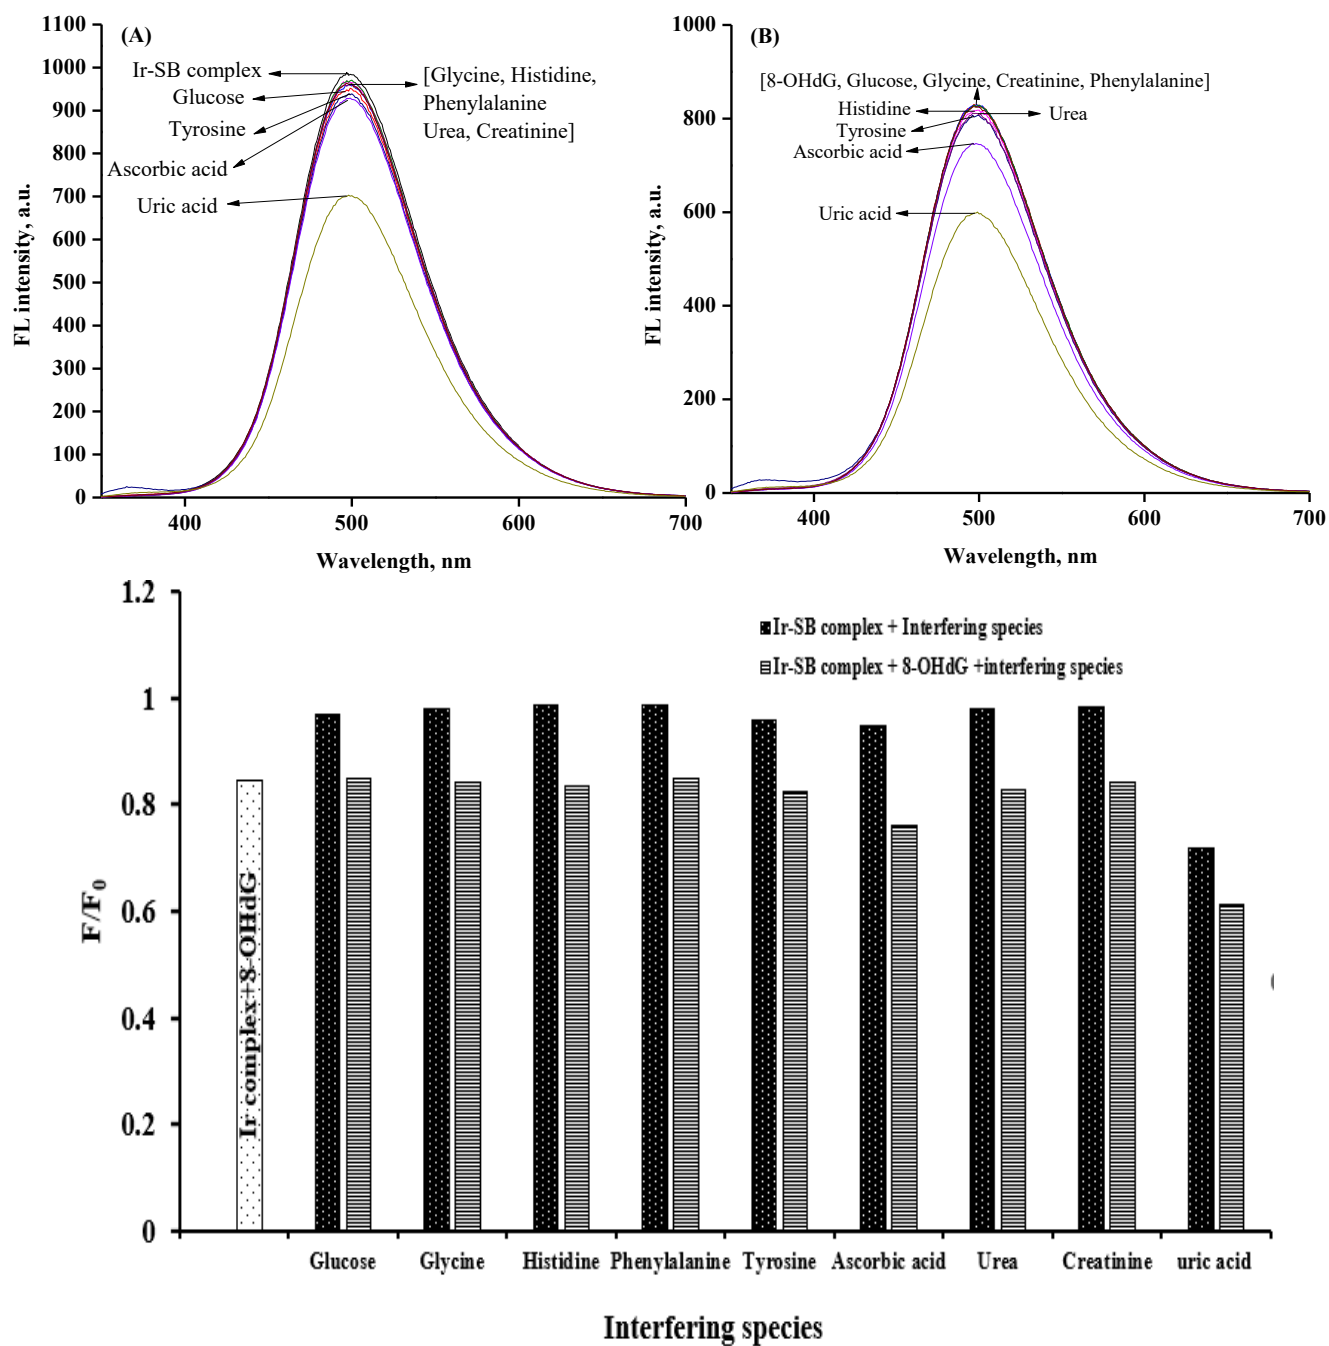 (A)
1100
1000
900
800
700
600
500
400
300
200
100
0
FL intensity, a.u.
Ir-SB complex
Glucose
Tyrosine
Ascorbic acid
Uric acid
[Glycine, Histidine,
Phenylalanine
Urea, Creatinine]
400
500
600
700
Wavelength, nm
(B)
1000
800
600
400
200
0
FL intensity, a.u.
[8-OHdG, Glucose, Glycine, Creatinine, Phenylalanine]
Histidine
Urea
Tyrosine
Ascorbic acid
Uric acid
400
500
600
700
Wavelength, nm
1.2
1
0.8
0.6
0.4
0.2
0
F/F0
Ir-SB complex + Interfering species
Ir-SB complex + 8-OHdG +interfering species
Ir complex+8-OHdG
Glucose
Glycine
Histidine
Phenylalanine
Tyrosine
Ascorbic acid
Urea
Creatinine
uric acid
Interfering species